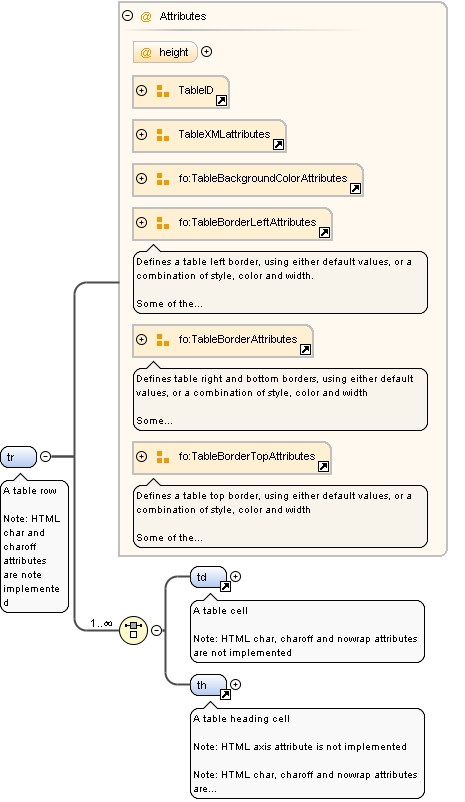 @ Attributes
@ height
TableID
TableXMLattributes
fo:TableBackgroundColorAttributes
fo:TableBorderLeftAttributes
Defines a table left border, using either default values, or a
combination of style, color and width.
Some of the...
fo:TableBorderAttributes
Defines table right and bottom borders, using either default
values, or a combination of style, color and width
Some...
fo:TableBorderTopAttributes
Defines a table top border, using either default values, or a
combination of style, color and width
Some of the...
tr
A table row
Note: HTML
char and
charoff
attributes
are note
implemente
d
1..∞
td
A table cell
Note: HTML char, charoff and nowrap attributes
are not implemented
th
A table heading cell
Note: HTML axis attribute is not implemented
Note: HTML char, charoff and nowrap attributes
are...